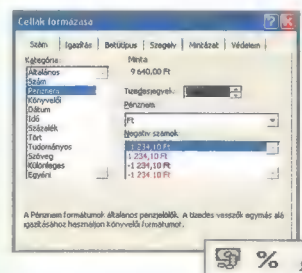 Cellák formázása
Szám Igazítás Betűtípus Szegély Mintázat Védelem
Kategória:
Általános
Szám
Pénznem
Könyvelői
Dátum
Idő
Százalék
Tört
Tudományos
Szöveg
Különleges
Egyéni
Minta
9 640,00 Ft
Tizedesjegyek:
Pénznem:
Ft
Negatív számok:
-1 234,10 Ft
1 234,10 Ft
-1 234,10 Ft
-1 234,10 Ft
A Pénznem formátumok általános pénzjelölők. A tizedes vesszők egymás alá
igazításához használjon Könyvelői formátumot.
%